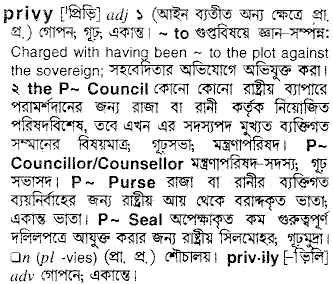 privy [ˈপ্রিভি] adj ১ (আইন ব্যতীত অন্য ক্ষেত্রে প্রা.
প্র.) গোপন; গূঢ়, একান্ত। ~ to গুপ্তবিষয়ে জ্ঞান-সম্পন্ন:
Charged with having been ~ to the plot against
the sovereign; সহবেদিতার অভিযোগে অভিযুক্ত করা।
২ the P~ Council কোনো কোনো রাষ্ট্রীয় ব্যাপারে
পরামর্শদানের জন্য রাজা বা রানী কর্তৃক নিয়োজিত
পরিষদবিশেষ, তবে এখন এর সদস্যপদ মুখ্যত ব্যক্তিগত
সম্মানের বিষয়মাত্র; গূঢ়সভা; মন্ত্রণাপরিষদ। P~
Councillor/Counsellor মন্ত্রণাপরিষদ-সদস্য; গূঢ়
সভাসদ। P~ Purse রাজা বা রানীর ব্যক্তিগত
ব্যয়নির্বাহের জন্য রাষ্ট্রীয় আয় থেকে বরাদ্দকৃত ভাতা;
একান্ত ভাতা। P~ Seal অপেক্ষাকৃত কম গুরুত্বপূর্ণ
দলিলপত্রে আযুক্ত করার জন্য রাষ্ট্রীয় সিলমোহর; গূঢ়মুদ্রা।
□n (pl -vies) (প্রা. প্র.) শৌচালয়। priv·ily [–ভিলি]
adv গোপনে; একান্তে।